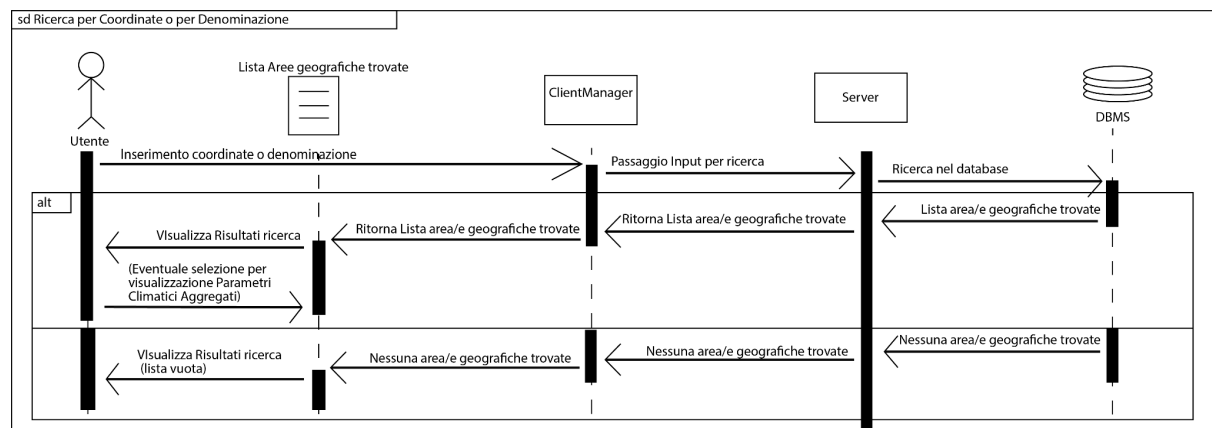 sd Ricerca per Coordinate o per Denominazione
Lista Aree geografiche trovate
ClientManager
Server
DBMS
Utente
Inserimento coordinate o denominazione
Passaggio Input per ricerca
Ricerca nel database
alt
Lista area/e geografiche trovate
Ritorna Lista area/e geografiche trovate
Ritorna Lista area/e geografiche trovate
VIsualizza Risultati ricerca
(Eventuale selezione per
visualizzazione Parametri
Climatici Aggregati)
Nessuna area/e geografiche trovate
Nessuna area/e geografiche trovate
Nessuna area/e geografiche trovate
VIsualizza Risultati ricerca
(lista vuota)